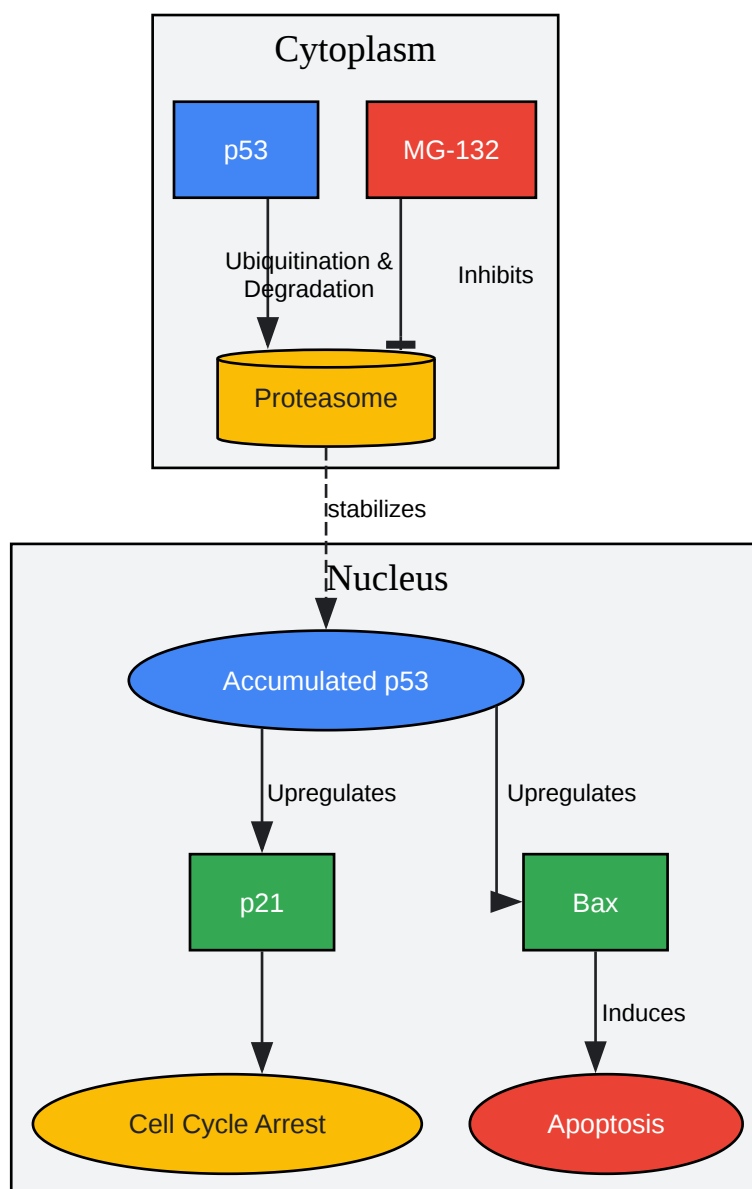 Cytoplasm
p53
MG-132
Ubiquitination &
Degradation
Inhibits
Proteasome
stabilizes
Nucleus
Accumulated p53
Upregulates
Upregulates
p21
Bax
Induces
Cell Cycle Arrest
Apoptosis